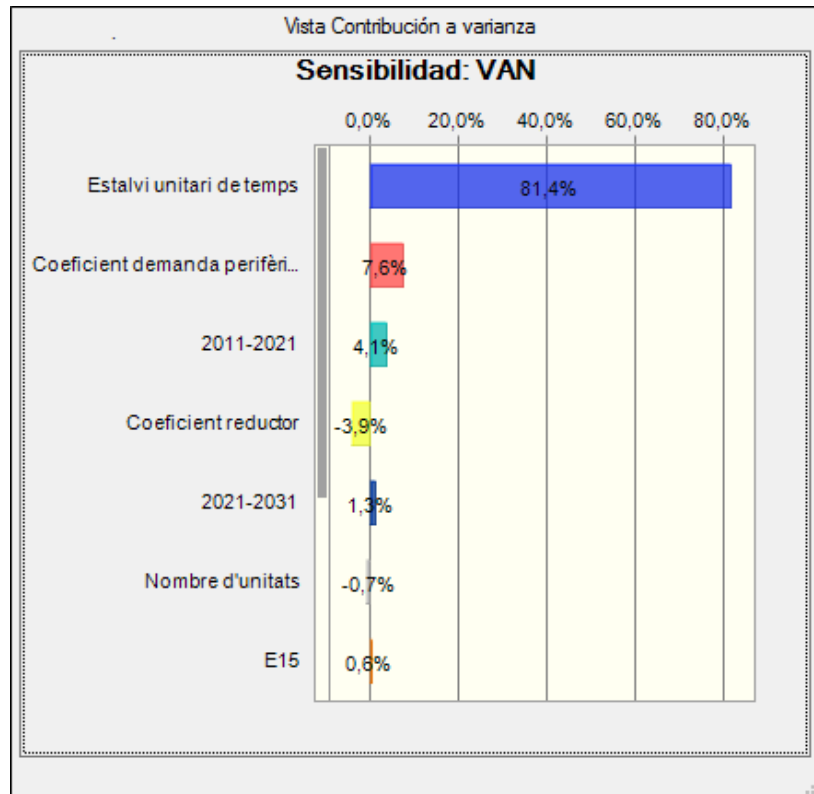 Vista Contribución a varianza
Sensibilidad: VAN
0,0% 20,0% 40,0% 60,0% 80,0%
Estalvi unitari de temps 81,4%
Coeficient demanda perifèri... 7,6%
2011-2021 4,1%
Coeficient reductor -3,9%
2021-2031 1,3%
Nombre d'unitats -0,7%
E15 0,6%